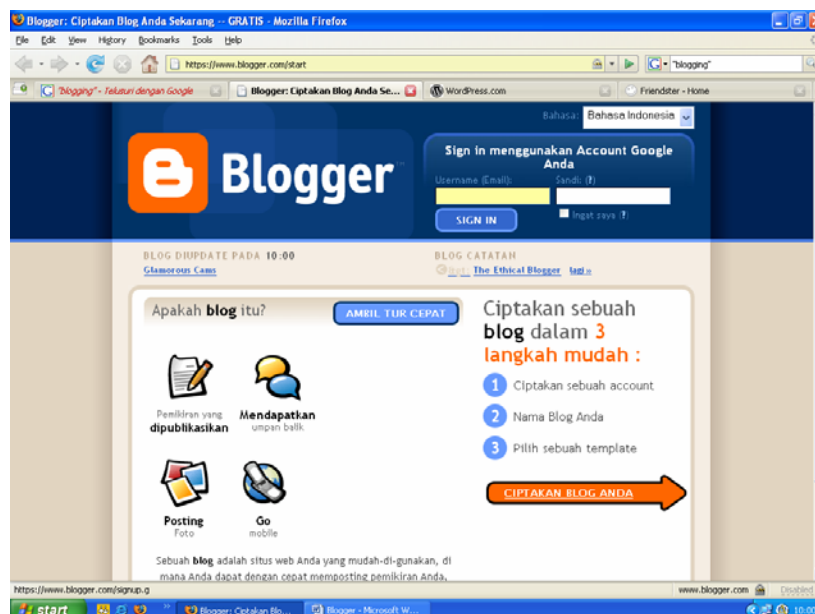 Blogger: Ciptakan Blog Anda Sekarang -- GRATIS - Mozilla Firefox
File Edit View History Bookmarks Tools Help
https://www.blogger.com/start
"blogging"
"blogging" - Telusuri dengan Google
Blogger: Ciptakan Blog Anda Se...
WordPress.com
Friendster - Home
Bahasa: Bahasa Indonesia
Blogger
Sign in menggunakan Account Google Anda
Username (Email): Sandi: (?)
SIGN IN
Ingat saya (?)
BLOG DIUPDATE PADA 10:00
Glamorous Cams
BLOG CATATAN
The Ethical Blogger lagi »
Apakah blog itu?
AMBIL TUR CEPAT
Pemikiran yang dipublikasikan
Mendapatkan umpan balik
Posting Foto
Go mobile
Sebuah blog adalah situs web Anda yang mudah-di-gunakan, di
mana Anda dapat dengan cepat memposting pemikiran Anda,
Ciptakan sebuah
blog dalam 3
langkah mudah :
1 Ciptakan sebuah account
2 Nama Blog Anda
3 Pilih sebuah template
CIPTAKAN BLOG ANDA
https://www.blogger.com/signup.g
www.blogger.com
Disabled
start
Blogger: Ciptakan Blo...
Blogger - Microsoft W...
10:00